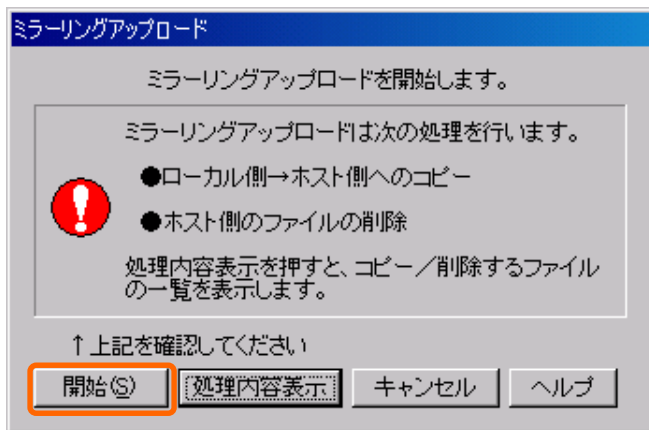 ミラーリングアップロード
ミラーリングアップロードを開始します。
ミラーリングアップロードは次の処理を行います。
●ローカル側→ホスト側へのコピー
●ホスト側のファイルの削除
処理内容表示を押すと、コピー／削除するファイル
の一覧を表示します。
↑上記を確認してください
開始(S) 処理内容表示 キャンセル ヘルプ